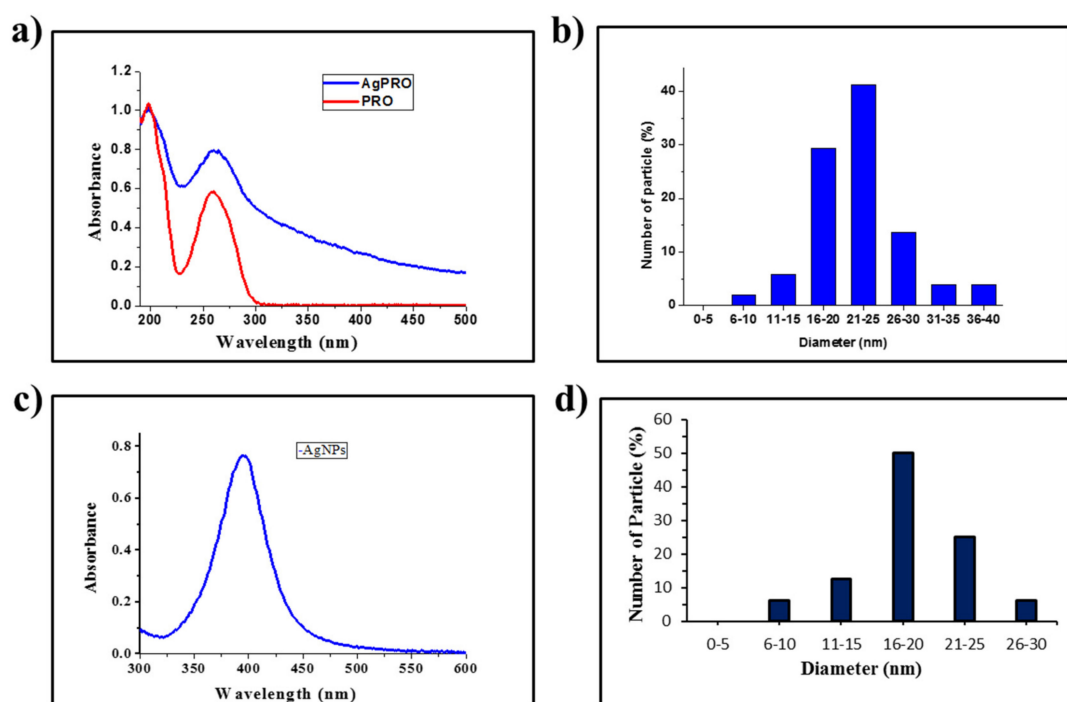 a)
1.2
1.0
0.8
0.6
0.4
0.2
0.0
Absorbance
AgPRO
PRO
200 250 300 350 400 450 500
Wavelength (nm)
b)
40
30
20
10
0
Number of particle (%)
0-5 6-10 11-15 16-20 21-25 26-30 31-35 36-40
Diameter (nm)
c)
0.8
0.6
0.4
0.2
0.0
Absorbance
-AgNPs
300 350 400 450 500 550 600
Wavelength (nm)
d)
60
50
40
30
20
10
0
Number of Particle (%)
0-5 6-10 11-15 16-20 21-25 26-30
Diameter (nm)